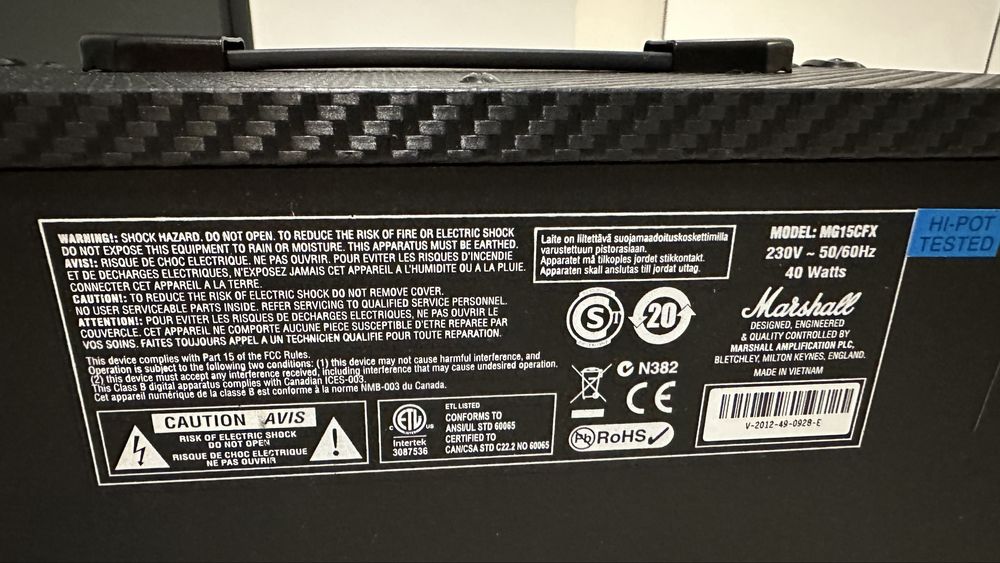 WARNING!: SHOCK HAZARD. DO NOT OPEN. TO REDUCE THE RISK OF FIRE OR ELECTRIC SHOCK
DO NOT EXPOSE THIS EQUIPMENT TO RAIN OR MOISTURE. THIS APPARATUS MUST BE EARTHED.
AVIS!: RISQUE DE CHOC ELECTRIQUE. NE PAS OUVRIR. POUR EVITER LES RISQUES D'INCENDIE
ET DE DECHARGES ELECTRIQUES, N'EXPOSEZ JAMAIS CET APPAREIL A L'HUMIDITE OU A LA PLUIE.
CONNECTER CET APPAREIL A LA TERRE.
CAUTION!: TO REDUCE THE RISK OF ELECTRIC SHOCK DO NOT REMOVE COVER.
NO USER SERVICEABLE PARTS INSIDE. REFER SERVICING TO QUALIFIED SERVICE PERSONNEL.
ATTENTION!: POUR EVITER LES RISQUES DE DECHARGES ELECTRIQUES, NE PAS OUVRIR LE
COUVERCLE. CET APPAREIL NE COMPORTE AUCUNE PIECE SUSCEPTIBLE D'ETRE REPAREE PAR
VOS SOINS. FAITES TOUJOURS APPEL A UN TECHNICIEN QUALIFIE POUR TOUTE REPARATION.
This device complies with Part 15 of the FCC Rules.
Operation is subject to the following two conditions: (1) this device may not cause harmful interference, and
(2) this device must accept any interference received, including interference that may cause undesired operation.
This Class B digital apparatus complies with Canadian ICES-003.
Cet appareil numérique de la classe B est conforme à la norme NMB-003 du Canada.
CAUTION AVIS
RISK OF ELECTRIC SHOCK
DO NOT OPEN
RISQUE DE CHOC ELECTRIQUE
NE PAS OUVRIR
ETL
C US
Intertek
3087536
ETL LISTED
CONFORMS TO
ANSI/UL STD 60065
CERTIFIED TO
CAN/CSA STD C22.2 NO 60065
Laite on liitettävä suojamaadoituskoskettimilla
varustettuun pistorasiaan.
Apparatet må tilkoples jordet stikkontakt.
Apparaten skall anslutas till jordat uttag.
S
20
N382
CE
Pb RoHS
MODEL: MG15CFX
230V ~ 50/60Hz
40 Watts
Marshall
DESIGNED, ENGINEERED
& QUALITY CONTROLLED BY
MARSHALL AMPLIFICATION PLC,
BLETCHLEY, MILTON KEYNES, ENGLAND.
MADE IN VIETNAM
V-2012-49-0928-E
HI-POT
TESTED